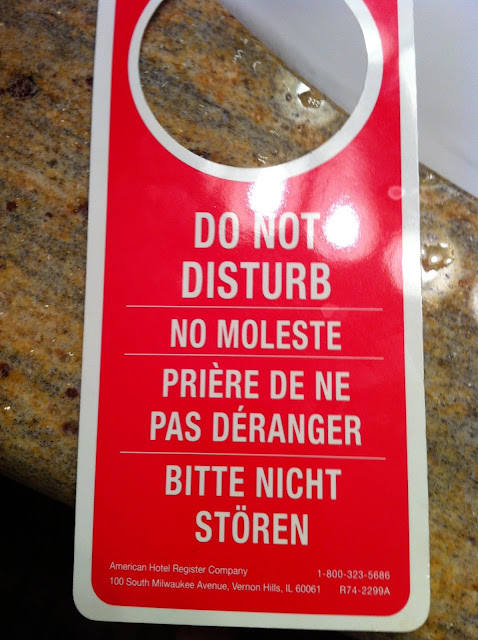 DO NOT
DISTURB
NO MOLESTE
PRIÈRE DE NE
PAS DÉRANGER
BITTE NICHT
STÖREN
American Hotel Register Company 1-800-323-5686
100 South Milwaukee Avenue, Vernon Hills, IL 60061 R74-2299A